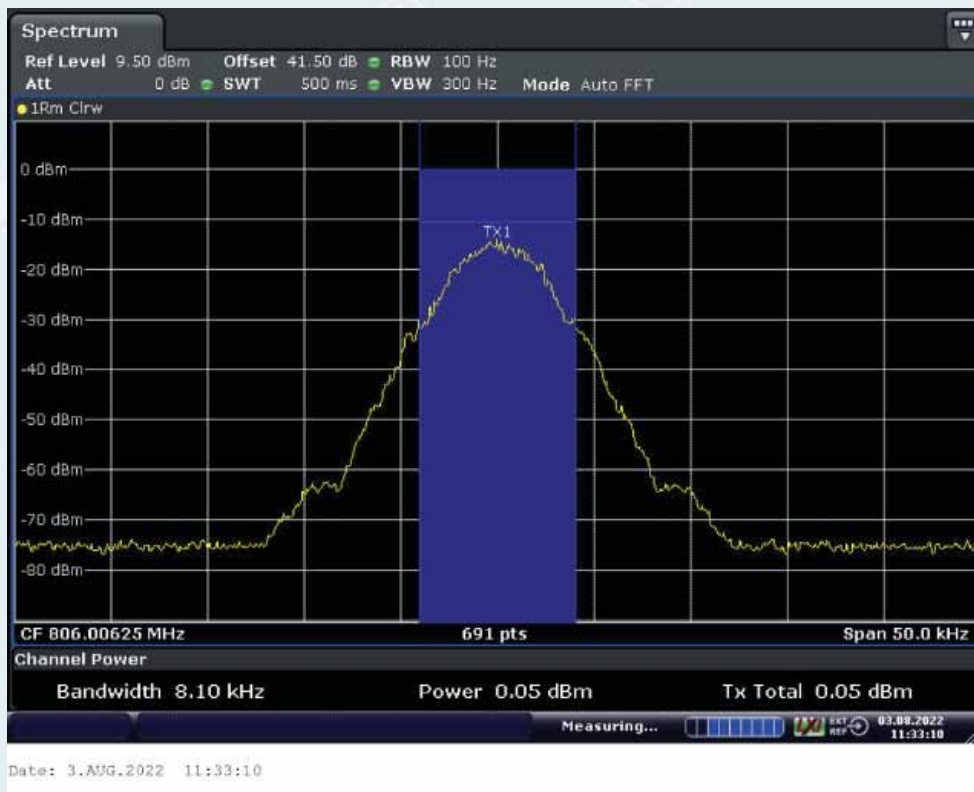 Spectrum
Ref Level 9.50 dBm Offset 41.50 dB RBW 100 Hz
Att 0 dB SWT 500 ms VBW 300 Hz Mode Auto FFT
1Rm Clrw
0 dBm
-10 dBm
TX1
-20 dBm
-30 dBm
-40 dBm
-50 dBm
-60 dBm
-70 dBm
-80 dBm
CF 806.00625 MHz 691 pts Span 50.0 kHz
Channel Power
Bandwidth 8.10 kHz Power 0.05 dBm Tx Total 0.05 dBm
Measuring... EXT REF 03.08.2022
11:33:10
Date: 3.AUG.2022 11:33:10